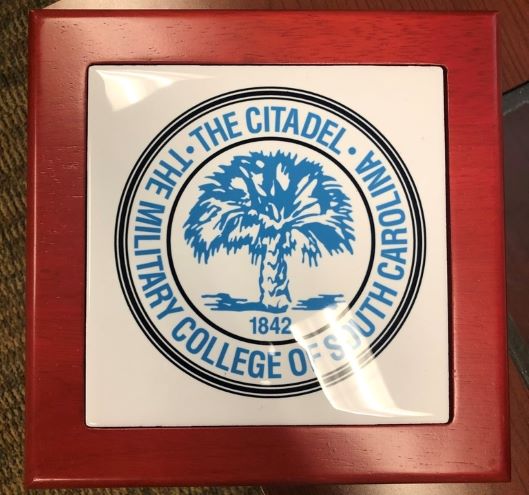 · THE CITADEL ·
THE MILITARY COLLEGE OF SOUTH CAROLINA
1842